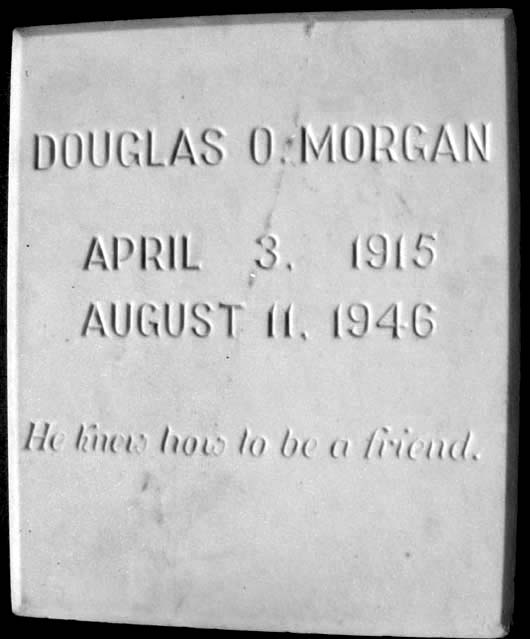 DOUGLAS O. MORGAN
APRIL 3, 1915
AUGUST 11, 1946
He knew how to be a friend.